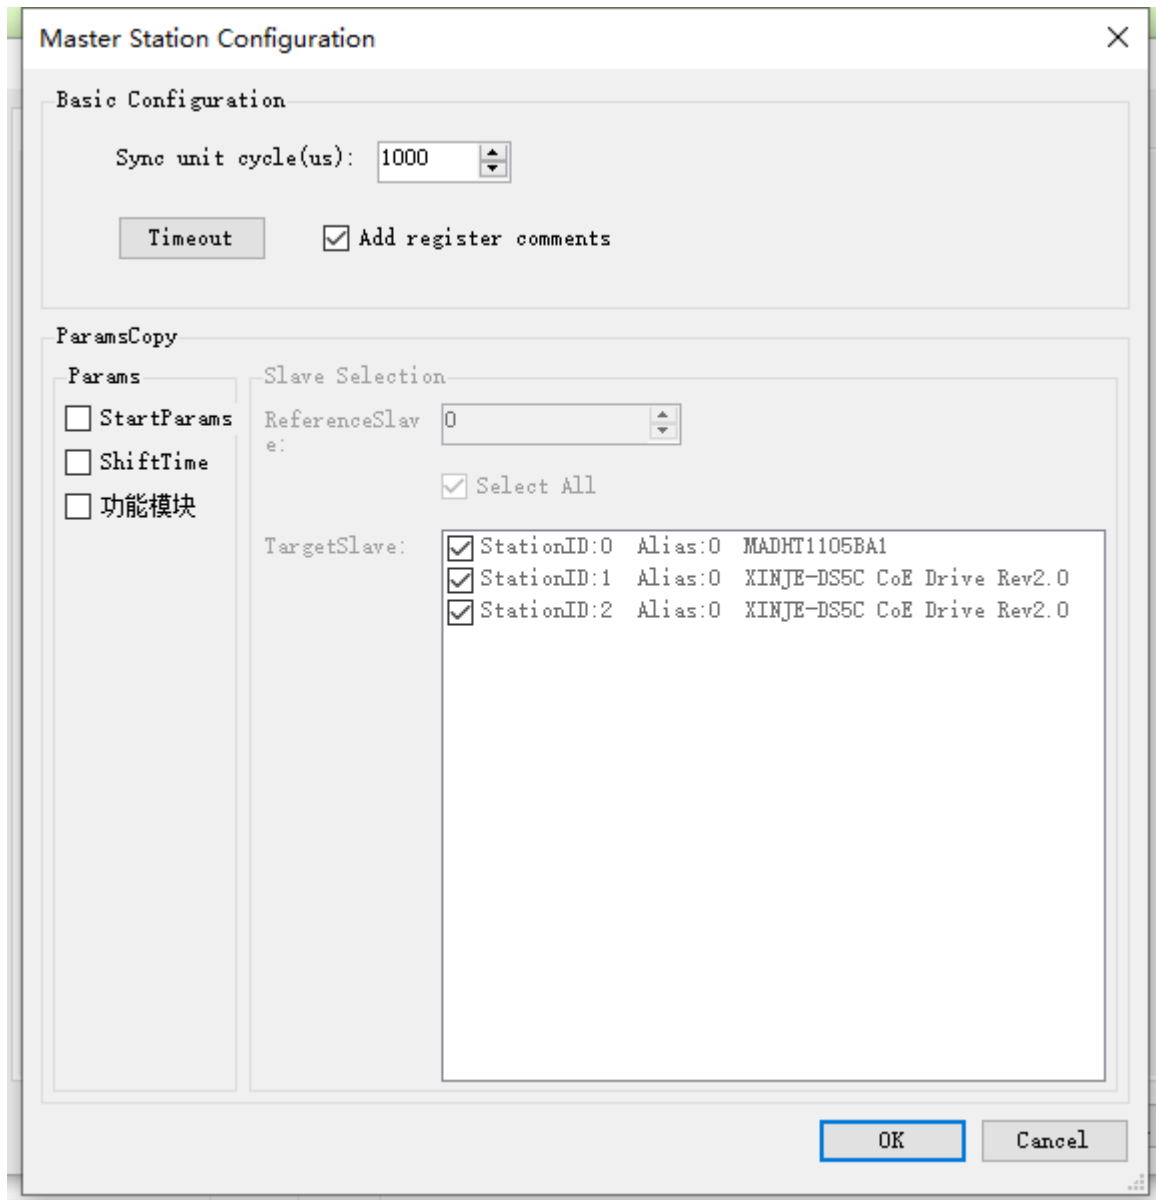 Master Station Configuration
Basic Configuration
Sync unit cycle(us): 1000
Timeout
Add register comments
ParamsCopy
Params
StartParams
ShiftTime
功能模块
Slave Selection
ReferenceSlav
e:
0
Select All
TargetSlave:
StationID:0 Alias:0 MADHT1105BA1
StationID:1 Alias:0 XINJE-DS5C CoE Drive Rev2.0
StationID:2 Alias:0 XINJE-DS5C CoE Drive Rev2.0
OK
Cancel